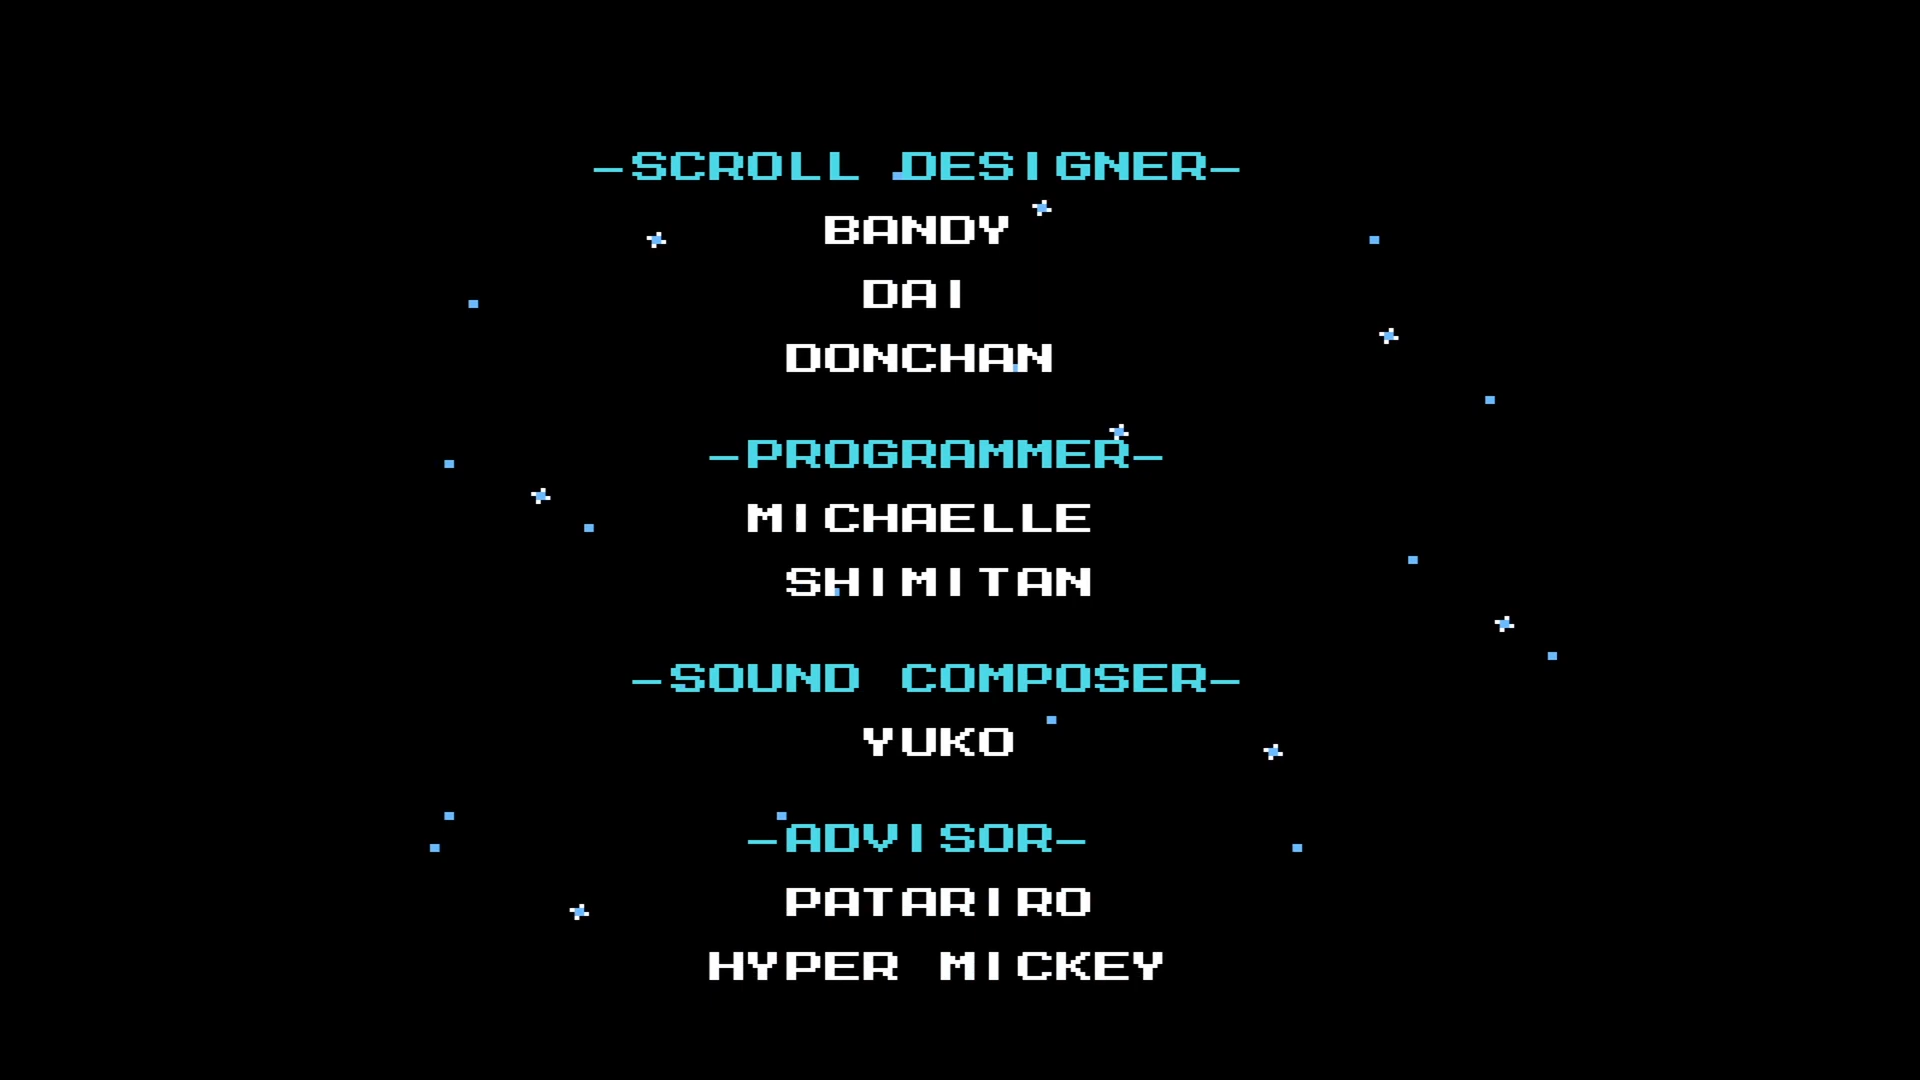 -SCROLL DESIGNER-
BANDY
DAI
DONCHAN
-PROGRAMMER-
MICHAELLE
SHIMITAN
-SOUND COMPOSER-
YUKO
-ADVISOR-
PATARIRO
HYPER MICKEY